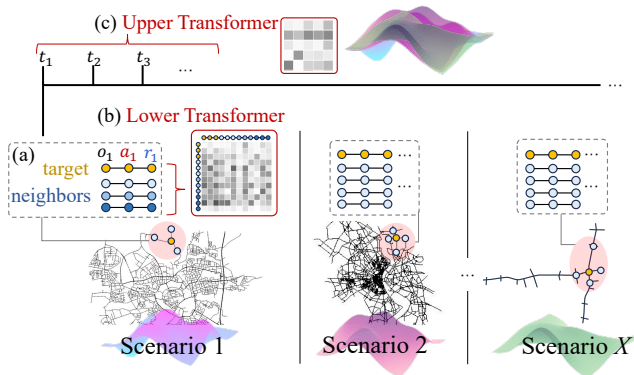 (c) Upper Transformer
t₁ t₂ t₃ ...
...
(b) Lower Transformer
(a)
o₁ a₁ r₁
target
neighbors
...
...
...
...
...
Scenario 1
Scenario 2
Scenario X